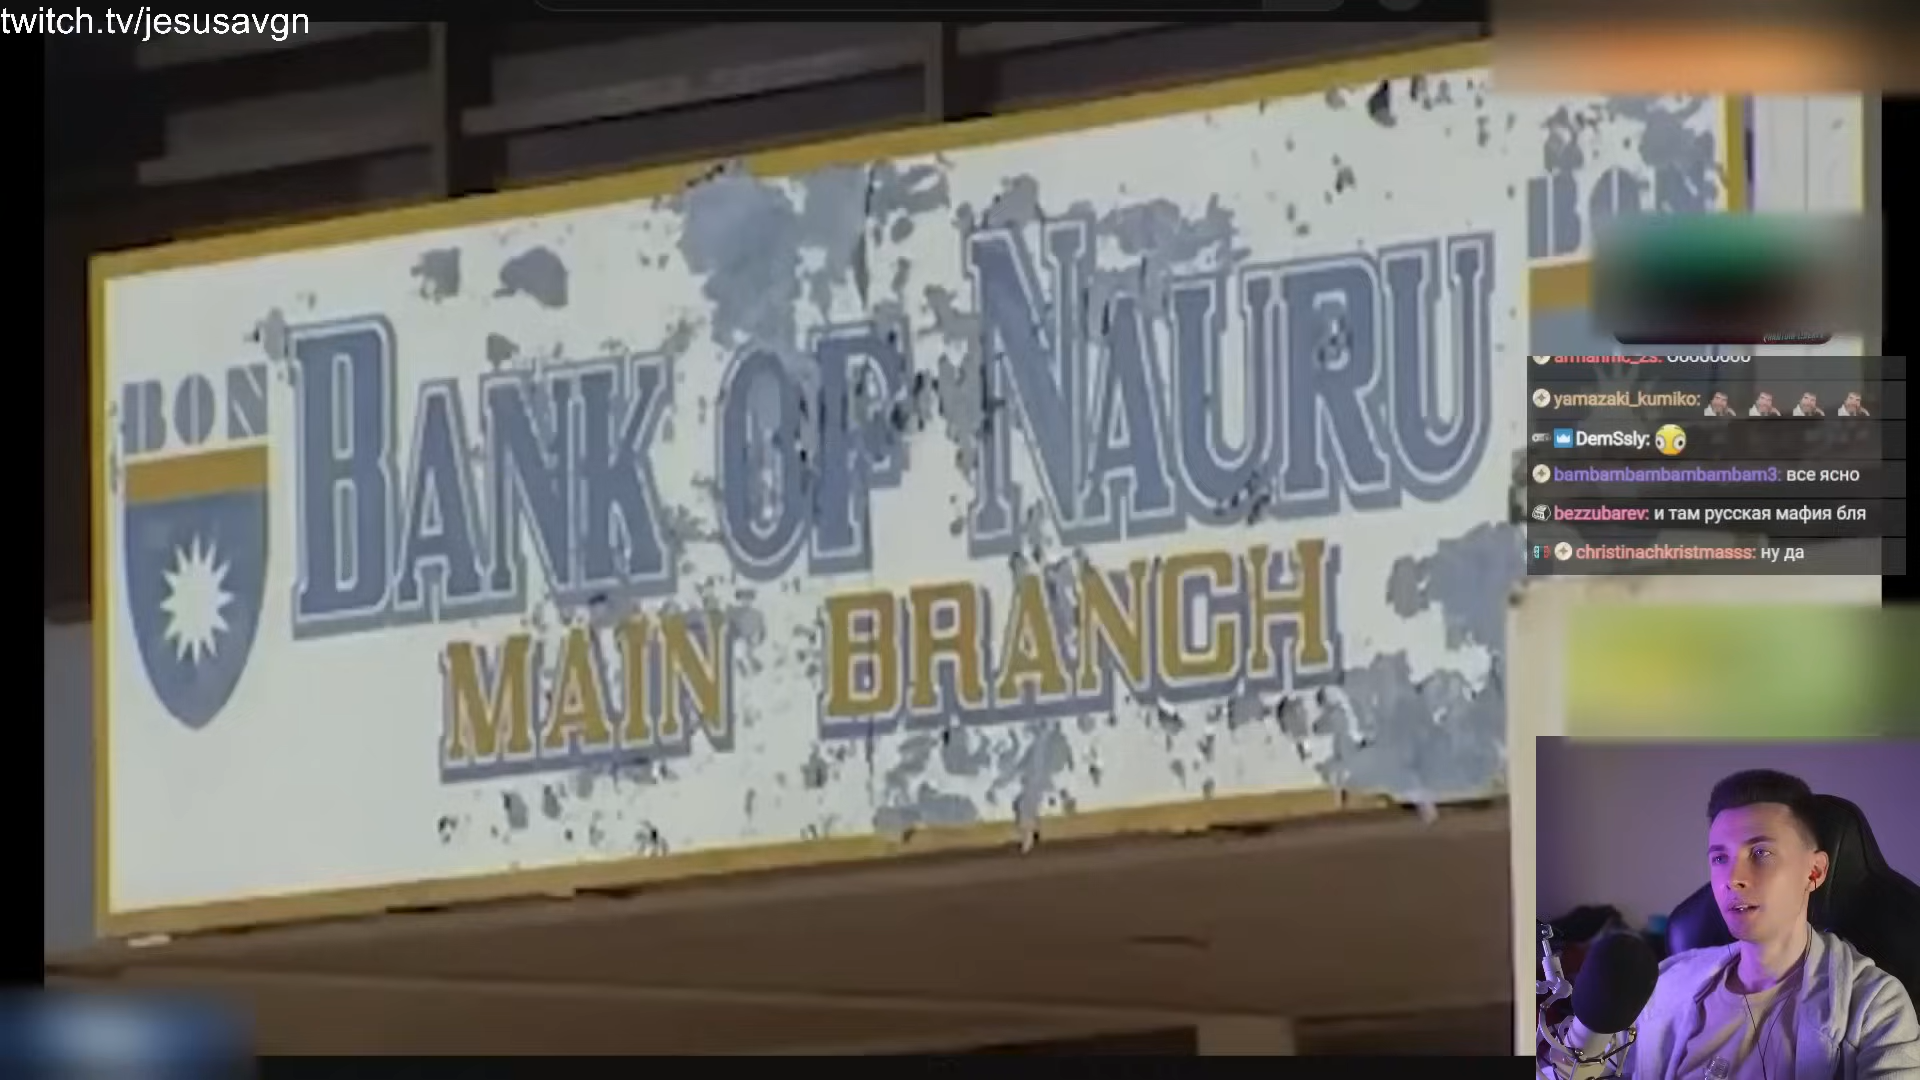 twitch.tv/jesusavgn
BON
BANK OF NAURU
MAIN BRANCH
BON
yamazaki_kumiko:
DemSsly:
bambambambambambam3: все ясно
bezzubarev: и там русская мафия бля
christinachkristmasss: ну да